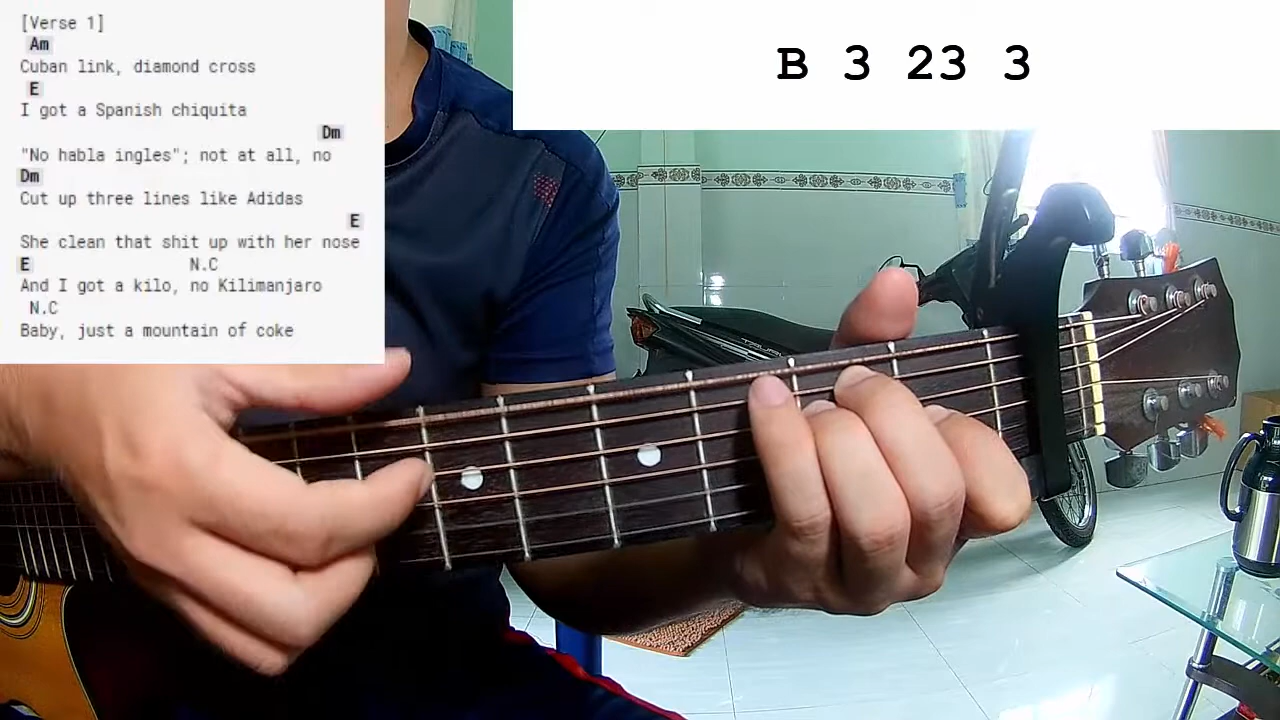 [Verse 1]
Am
Cuban link, diamond cross
E
I got a Spanish chiquita
Dm
"No habla ingles"; not at all, no
Dm
Cut up three lines like Adidas
E
She clean that shit up with her nose
E N.C
And I got a kilo, no Kilimanjaro
N.C
Baby, just a mountain of coke
B 3 23 3